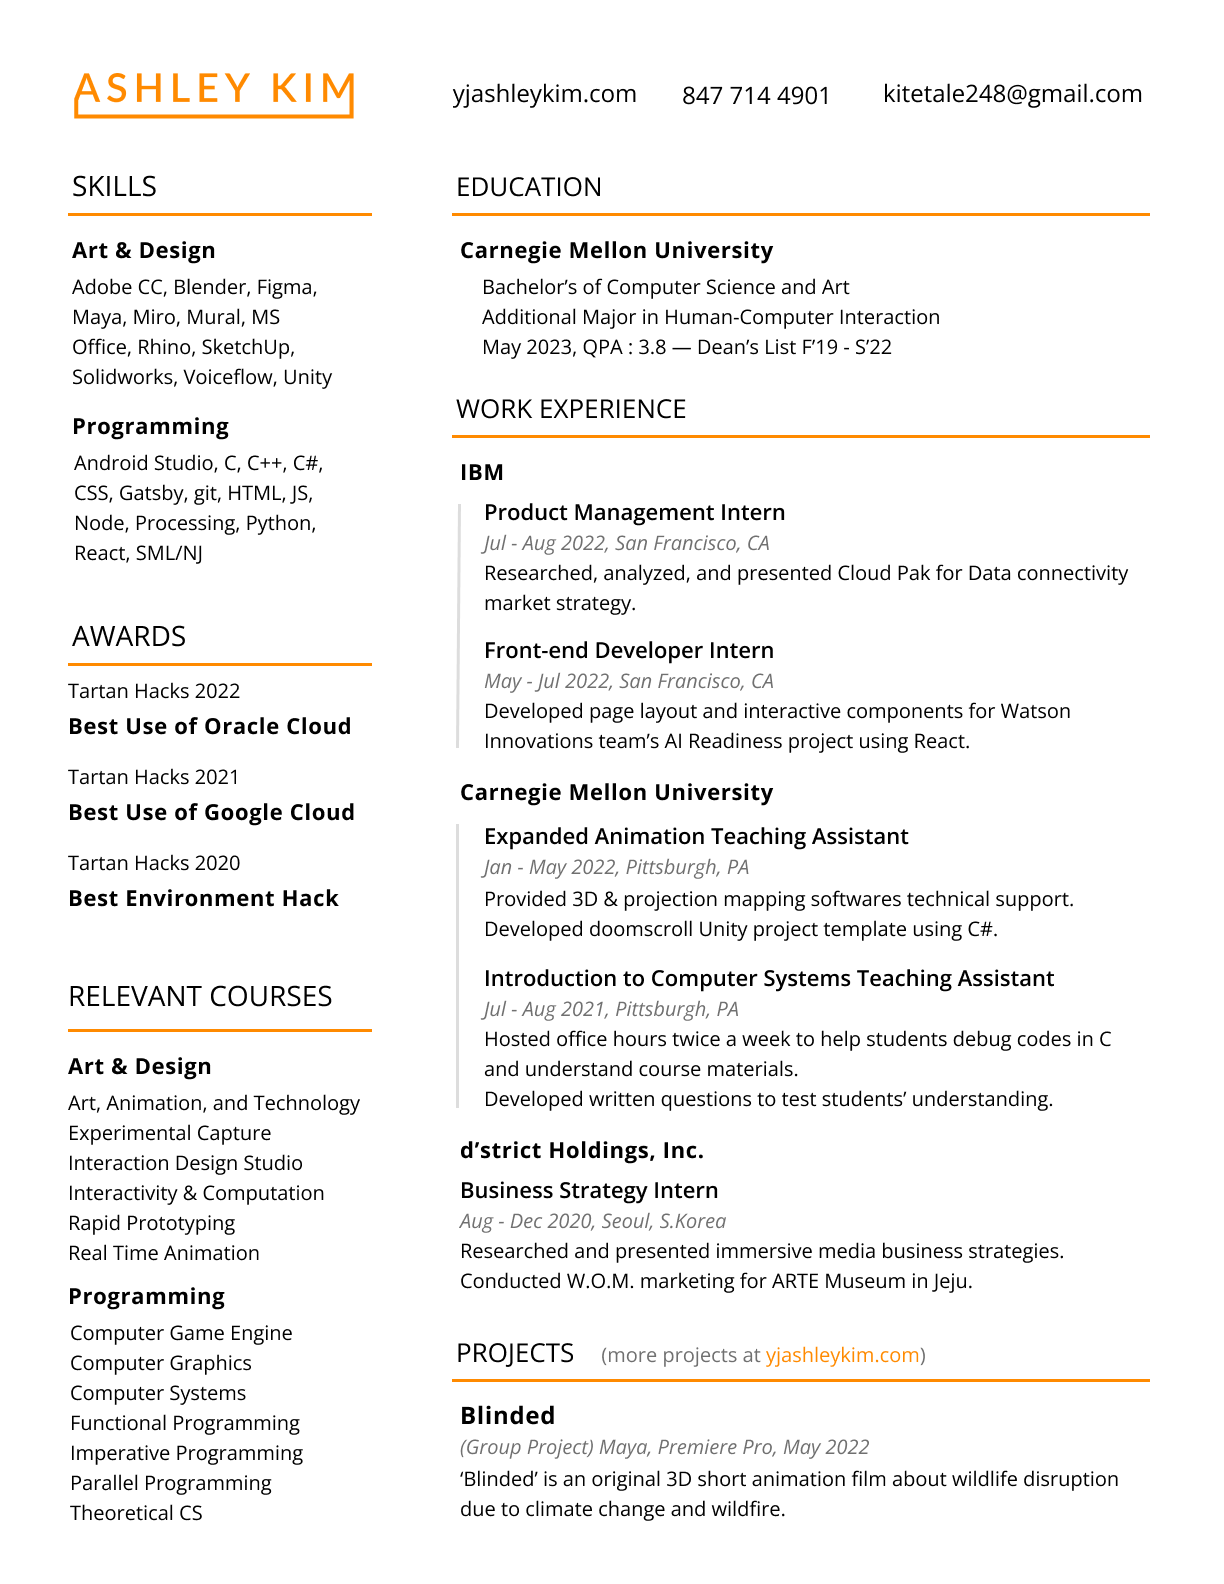 ASHLEY KIM
yjashleykim.com
847 714 4901
kitetale248@gmail.com
SKILLS
Art & Design
Adobe CC, Blender, Figma,
Maya, Miro, Mural, MS
Office, Rhino, SketchUp,
Solidworks, Voiceflow, Unity
Programming
Android Studio, C, C++, C#,
CSS, Gatsby, git, HTML, JS,
Node, Processing, Python,
React, SML/NJ
AWARDS
Tartan Hacks 2022
Best Use of Oracle Cloud
Tartan Hacks 2021
Best Use of Google Cloud
Tartan Hacks 2020
Best Environment Hack
RELEVANT COURSES
Art & Design
Art, Animation, and Technology
Experimental Capture
Interaction Design Studio
Interactivity & Computation
Rapid Prototyping
Real Time Animation
Programming
Computer Game Engine
Computer Graphics
Computer Systems
Functional Programming
Imperative Programming
Parallel Programming
Theoretical CS
EDUCATION
Carnegie Mellon University
Bachelor’s of Computer Science and Art
Additional Major in Human-Computer Interaction
May 2023, QPA : 3.8 — Dean’s List F’19 - S’22
WORK EXPERIENCE
IBM
Product Management Intern
Jul - Aug 2022, San Francisco, CA
Researched, analyzed, and presented Cloud Pak for Data connectivity
market strategy.
Front-end Developer Intern
May - Jul 2022, San Francisco, CA
Developed page layout and interactive components for Watson
Innovations team’s AI Readiness project using React.
Carnegie Mellon University
Expanded Animation Teaching Assistant
Jan - May 2022, Pittsburgh, PA
Provided 3D & projection mapping softwares technical support.
Developed doomscroll Unity project template using C#.
Introduction to Computer Systems Teaching Assistant
Jul - Aug 2021, Pittsburgh, PA
Hosted office hours twice a week to help students debug codes in C
and understand course materials.
Developed written questions to test students’ understanding.
d’strict Holdings, Inc.
Business Strategy Intern
Aug - Dec 2020, Seoul, S.Korea
Researched and presented immersive media business strategies.
Conducted W.O.M. marketing for ARTE Museum in Jeju.
PROJECTS (more projects at yjashleykim.com)
Blinded
(Group Project) Maya, Premiere Pro, May 2022
‘Blinded’ is an original 3D short animation film about wildlife disruption
due to climate change and wildfire.